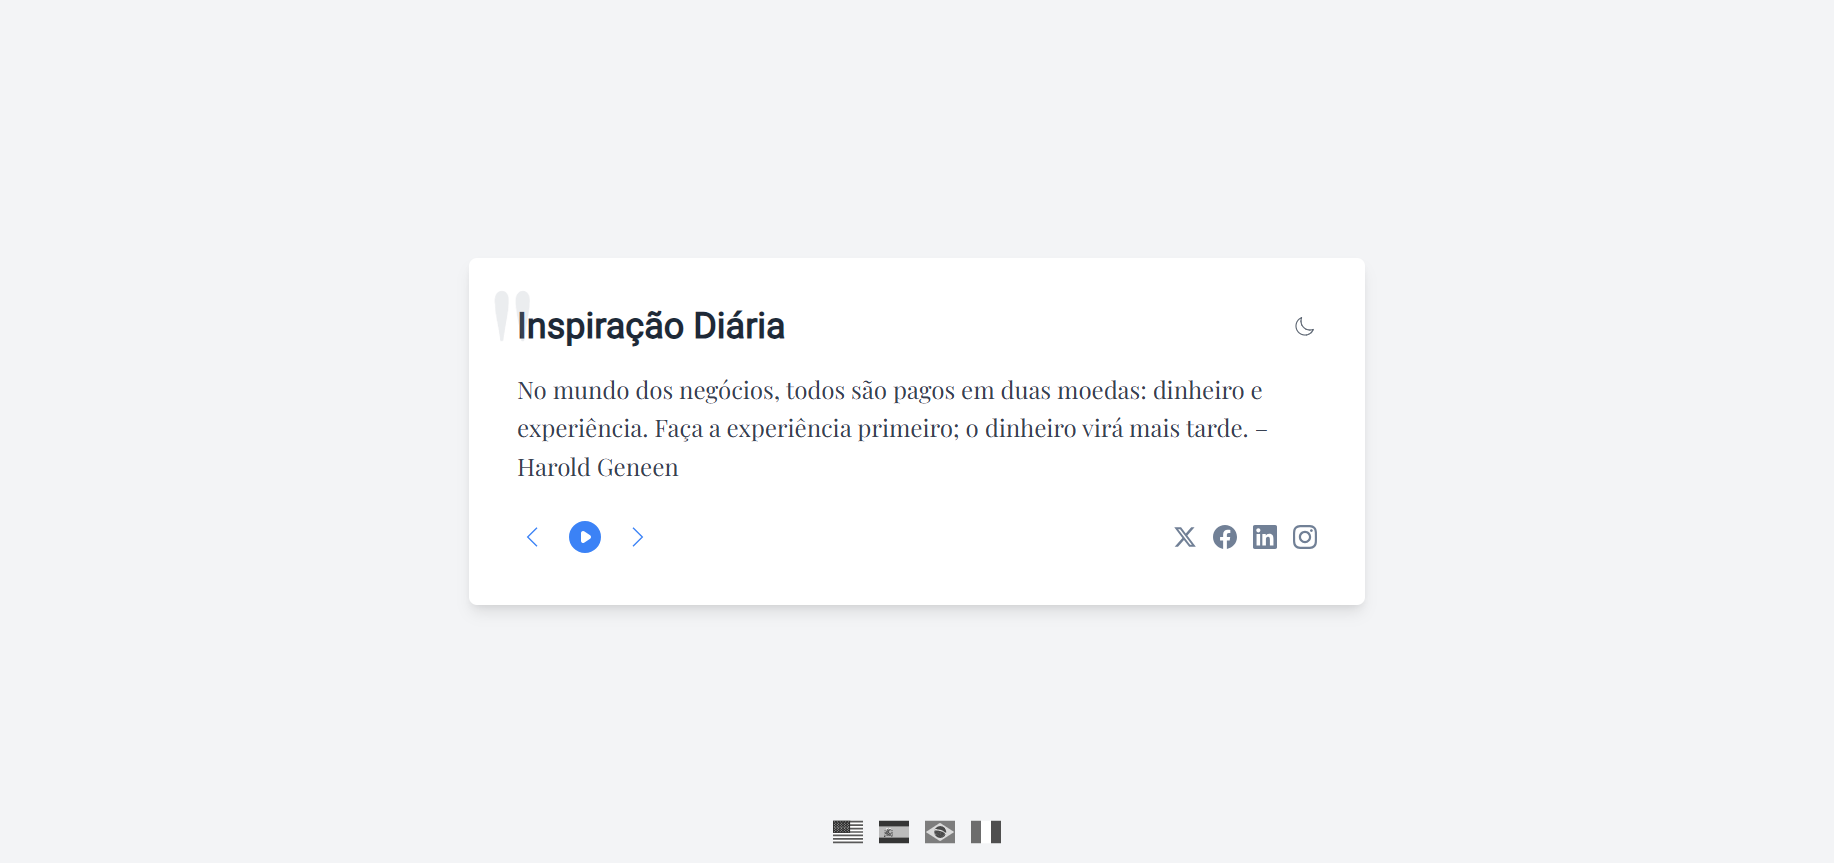 Inspiração Diária
No mundo dos negócios, todos são pagos em duas moedas: dinheiro e
experiência. Faça a experiência primeiro; o dinheiro virá mais tarde. –
Harold Geneen